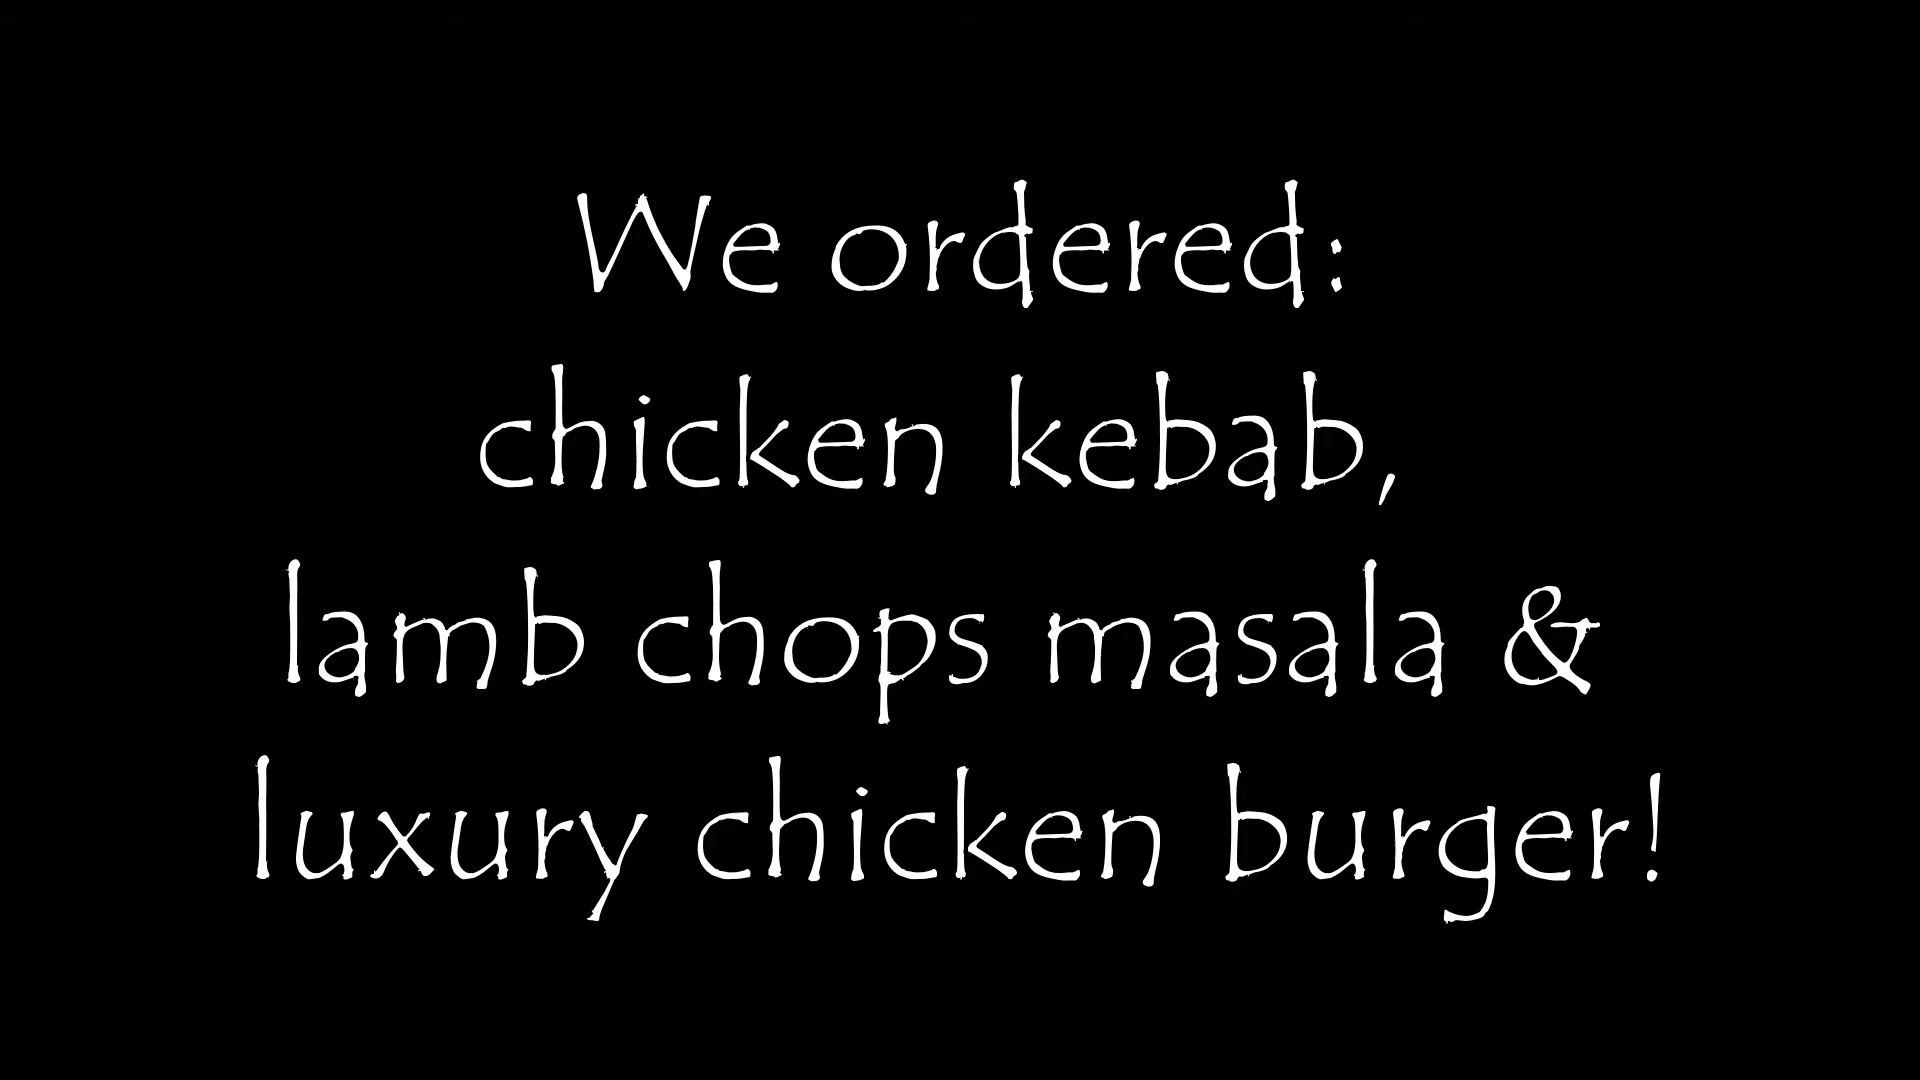 We ordered:
chicken kebab,
lamb chops masala &
luxury chicken burger!